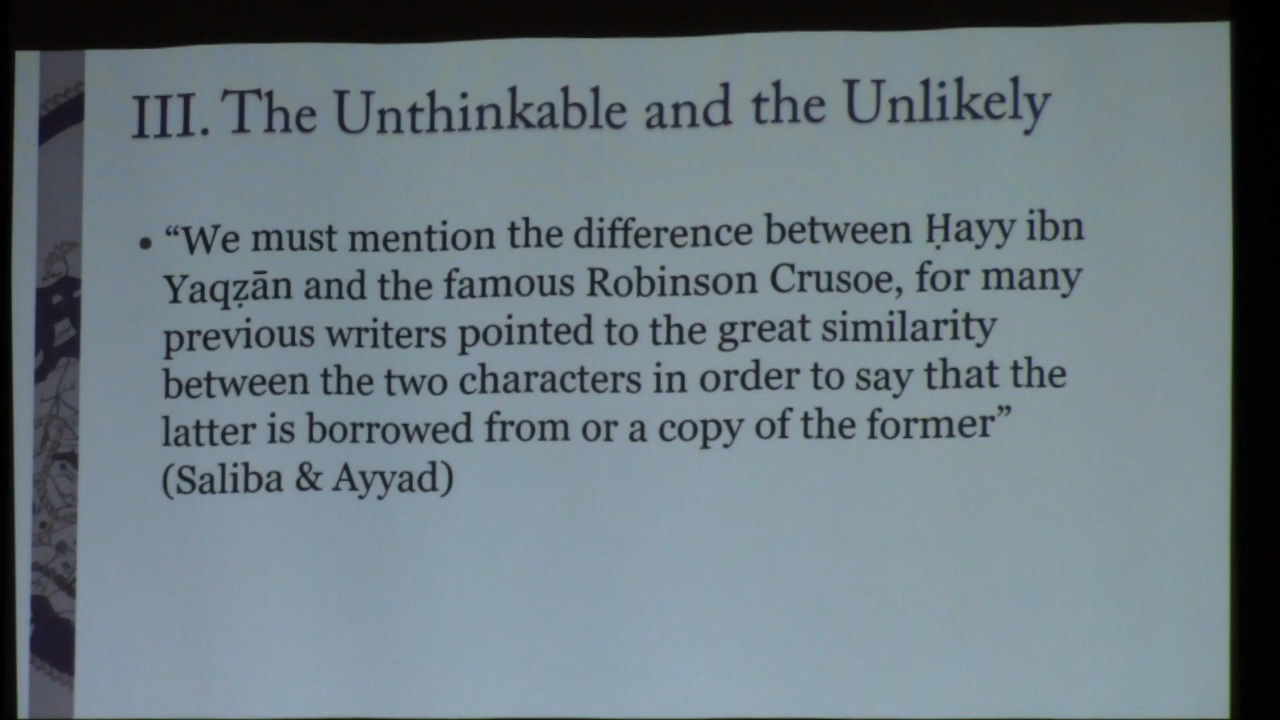 III. The Unthinkable and the Unlikely
• “We must mention the difference between Ḥayy ibn
Yaqẓān and the famous Robinson Crusoe, for many
previous writers pointed to the great similarity
between the two characters in order to say that the
latter is borrowed from or a copy of the former”
(Saliba & Ayyad)